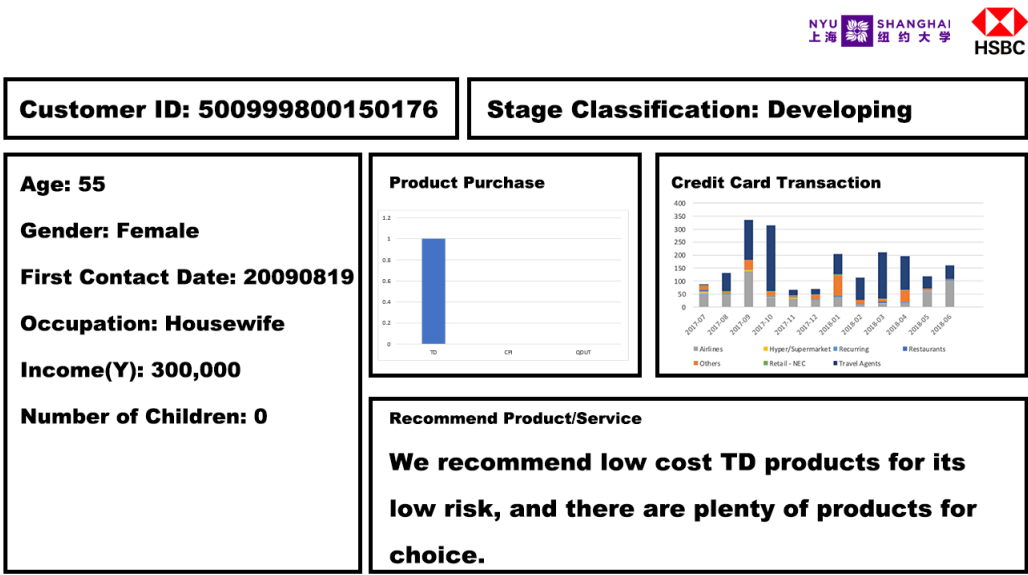 NYU SHANGHAI
上海 纽约大学
HSBC
Customer ID: 500999800150176
Stage Classification: Developing
Age: 55
Gender: Female
First Contact Date: 20090819
Occupation: Housewife
Income(Y): 300,000
Number of Children: 0
Product Purchase
1.2
1
0.8
0.6
0.4
0.2
0
TD CPI QDUT
Credit Card Transaction
400
350
300
250
200
150
100
50
0
2017-07 2017-08 2017-09 2017-10 2017-11 2017-12 2018-01 2018-02 2018-03 2018-04 2018-05 2018-06
Airlines Hyper/Supermarket Recurring Restaurants
Others Retail - NEC Travel Agents
Recommend Product/Service
We recommend low cost TD products for its
low risk, and there are plenty of products for
choice.